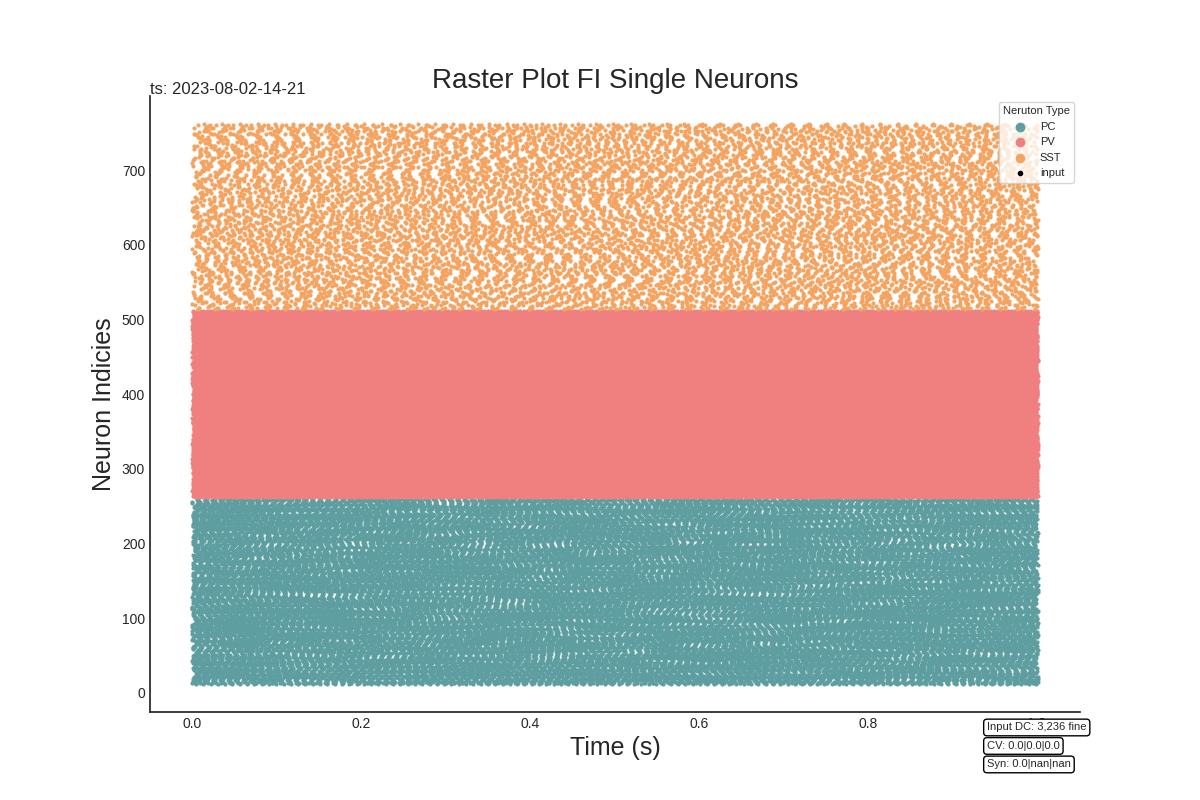 Raster Plot FI Single Neurons
ts: 2023-08-02-14-21
Neruton Type
PC
PV
SST
input
Neuron Indicies
700
600
500
400
300
200
100
0
0.0
0.2
0.4
0.6
0.8
Time (s)
Input DC: 3,236 fine
CV: 0.0|0.0|0.0
Syn: 0.0|nan|nan